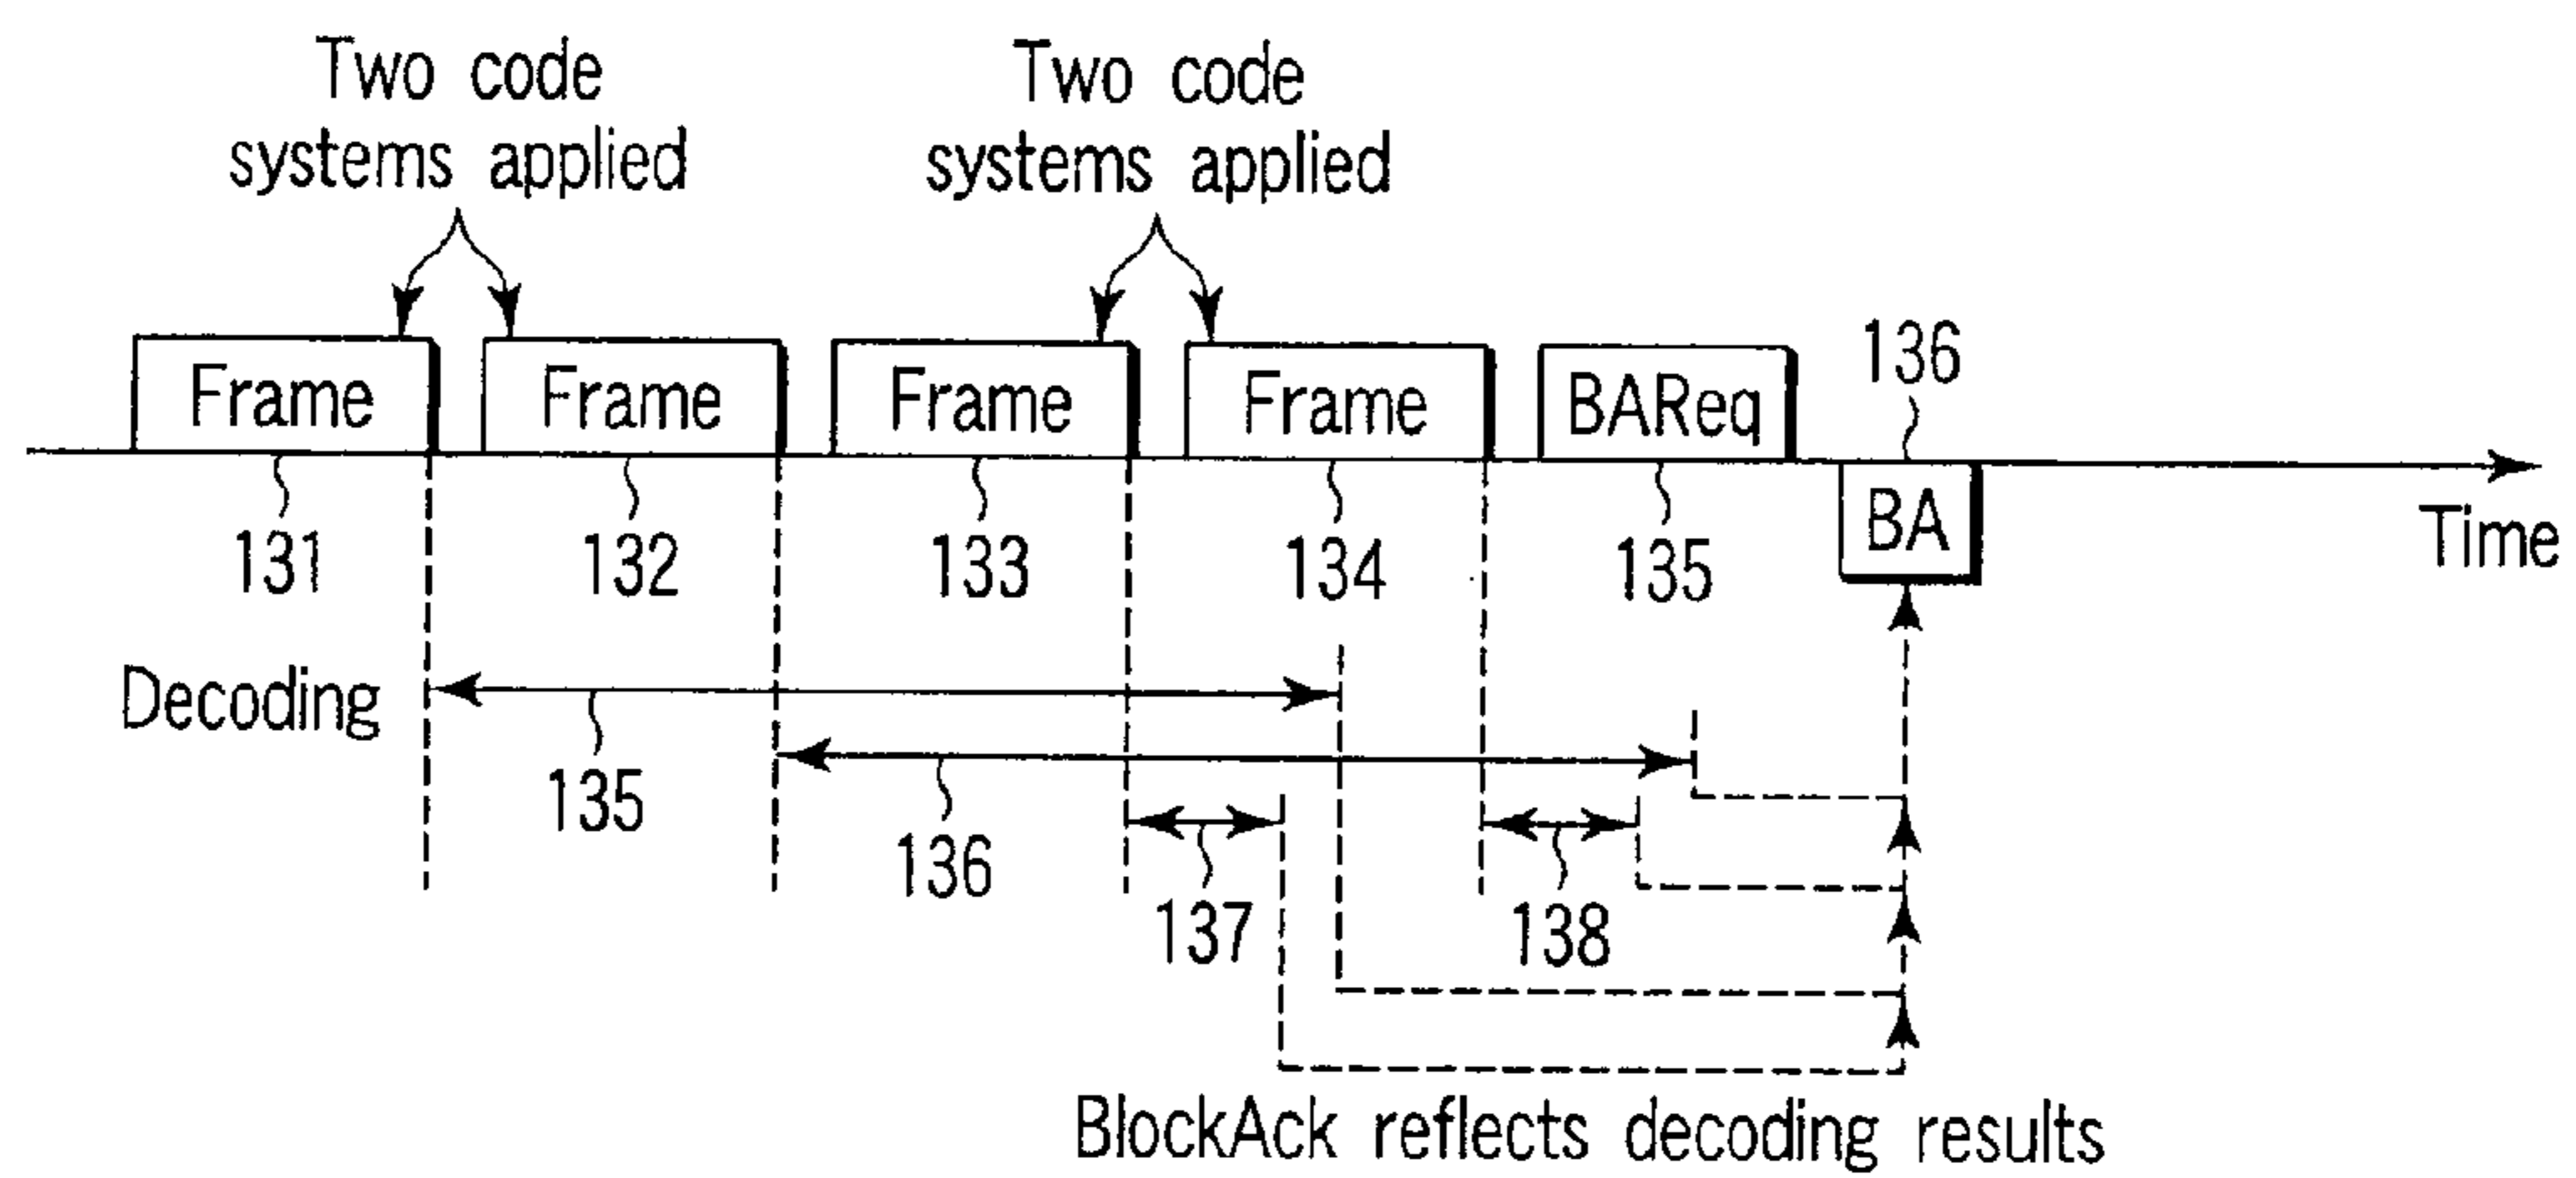 Two code
systems applied
Two code
systems applied
Frame
Frame
Frame
Frame
BAReq
136
BA
Time
131
132
133
134
135
Decoding
135
136
137
138
BlockAck reflects decoding results